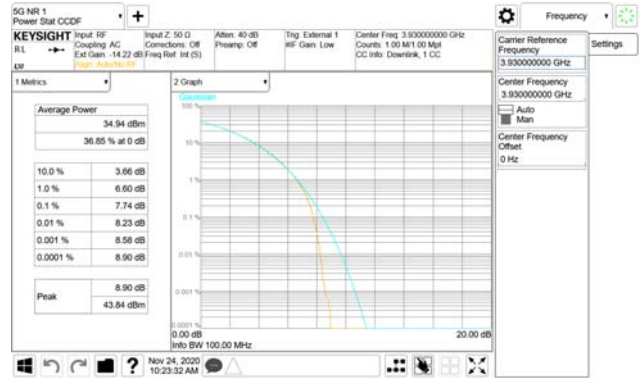 5G NR 1
Power Stat CCDF
Frequency
KEYSIGHT
RL
Input: RF
Coupling: AC
Ext Gain: -14.22 dB
Align: Auto/No RF
Input Z: 50 Ω
Corrections: Off
Freq Ref: Int (S)
Atten: 40 dB
Preamp: Off
Trig: External 1
#IF Gain: Low
Center Freq: 3.930000000 GHz
Counts: 1.00 M/1.00 Mpt
CC Info: Downlink, 1 CC
Carrier Reference Frequency
3.930000000 GHz
Settings
Center Frequency
3.930000000 GHz
Auto
Man
Center Frequency Offset
0 Hz
1 Metrics
Average Power
34.94 dBm
36.85 % at 0 dB
10.0 % 3.66 dB
1.0 % 6.60 dB
0.1 % 7.74 dB
0.01 % 8.23 dB
0.001 % 8.58 dB
0.0001 % 8.90 dB
Peak
8.90 dB
43.84 dBm
2 Graph
Gaussian
100 %
10 %
1 %
0.1 %
0.01 %
0.001 %
0.0001 %
0.00 dB
20.00 dB
Info BW 100.00 MHz
Nov 24, 2020
10:23:32 AM